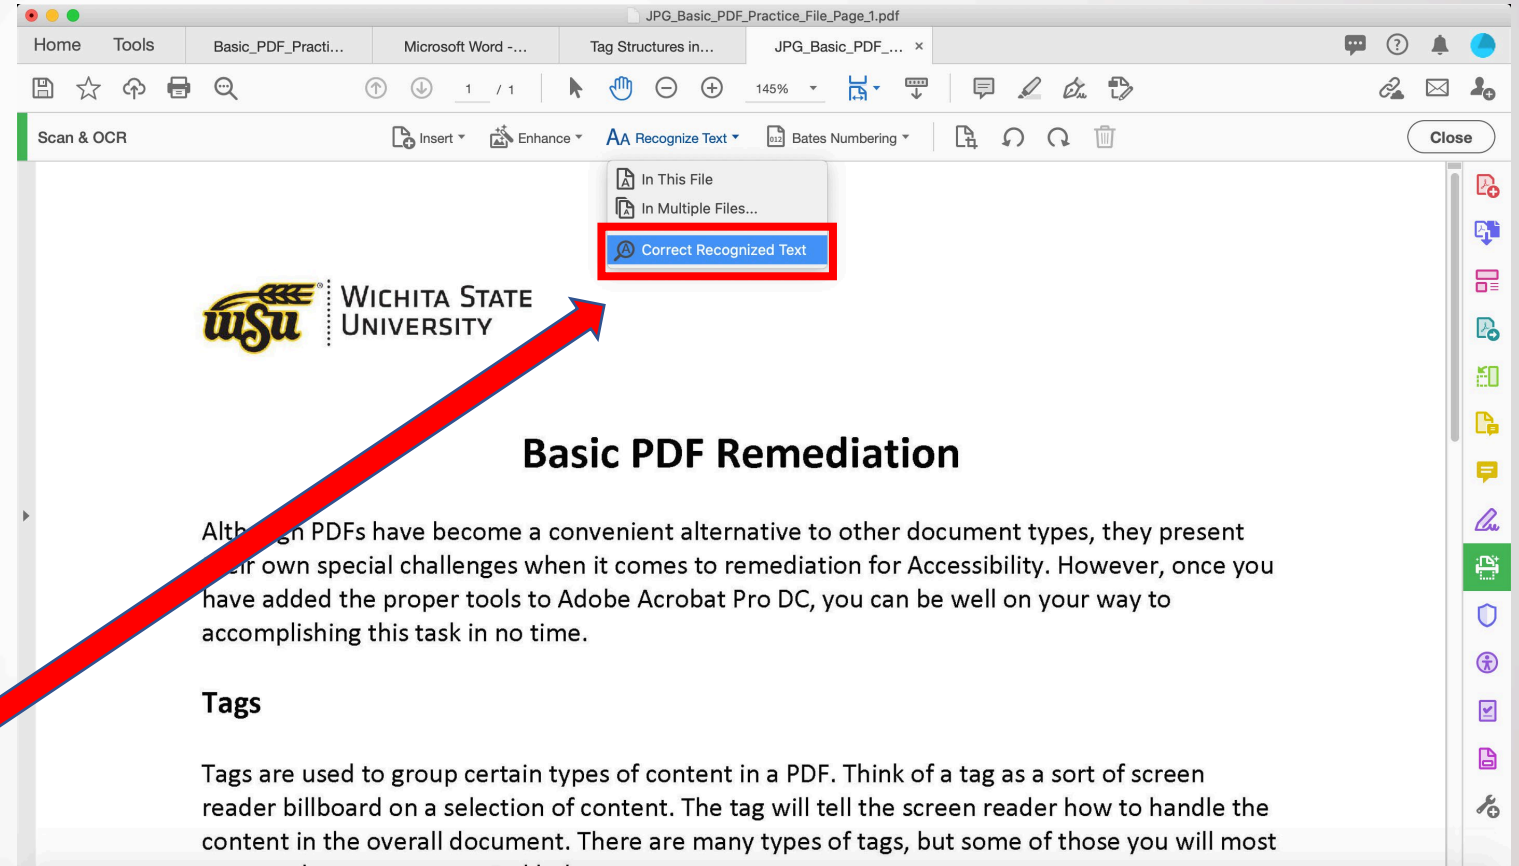 JPG_Basic_PDF_Practice_File_Page_1.pdf
Home Tools Basic_PDF_Practi... Microsoft Word -... Tag Structures in... JPG_Basic_PDF_... ×
1 / 1 145%
Scan & OCR Insert Enhance AA Recognize Text Bates Numbering Close
In This File
In Multiple Files...
Correct Recognized Text
wsu
WICHITA STATE
UNIVERSITY
Basic PDF Remediation
PDFs have become a convenient alternative to other document types, they present
own special challenges when it comes to remediation for Accessibility. However, once you
have added the proper tools to Adobe Acrobat Pro DC, you can be well on your way to
accomplishing this task in no time.
Tags
Tags are used to group certain types of content in a PDF. Think of a tag as a sort of screen
reader billboard on a selection of content. The tag will tell the screen reader how to handle the
content in the overall document. There are many types of tags, but some of those you will most